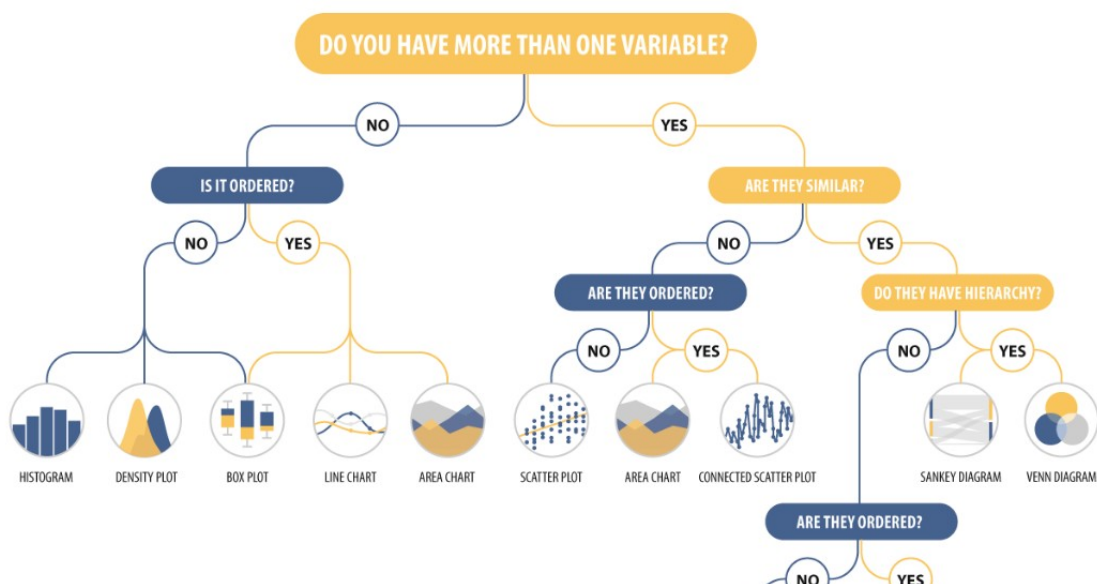 DO YOU HAVE MORE THAN ONE VARIABLE?
NO
YES
IS IT ORDERED?
ARE THEY SIMILAR?
NO
YES
NO
YES
ARE THEY ORDERED?
DO THEY HAVE HIERARCHY?
NO
YES
NO
YES
HISTOGRAM
DENSITY PLOT
BOX PLOT
LINE CHART
AREA CHART
SCATTER PLOT
AREA CHART
CONNECTED SCATTER PLOT
SANKEY DIAGRAM
VENN DIAGRAM
ARE THEY ORDERED?
NO
YES